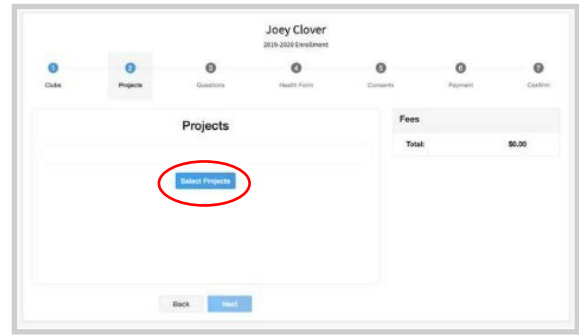 Joey Clover
2019-2020 Enrollment
1 2 3 4 5 6 7
Clubs Projects Questions Health Form Consents Payment Confirm
Projects
Select Projects
Fees
Total: $0.00
Back Next